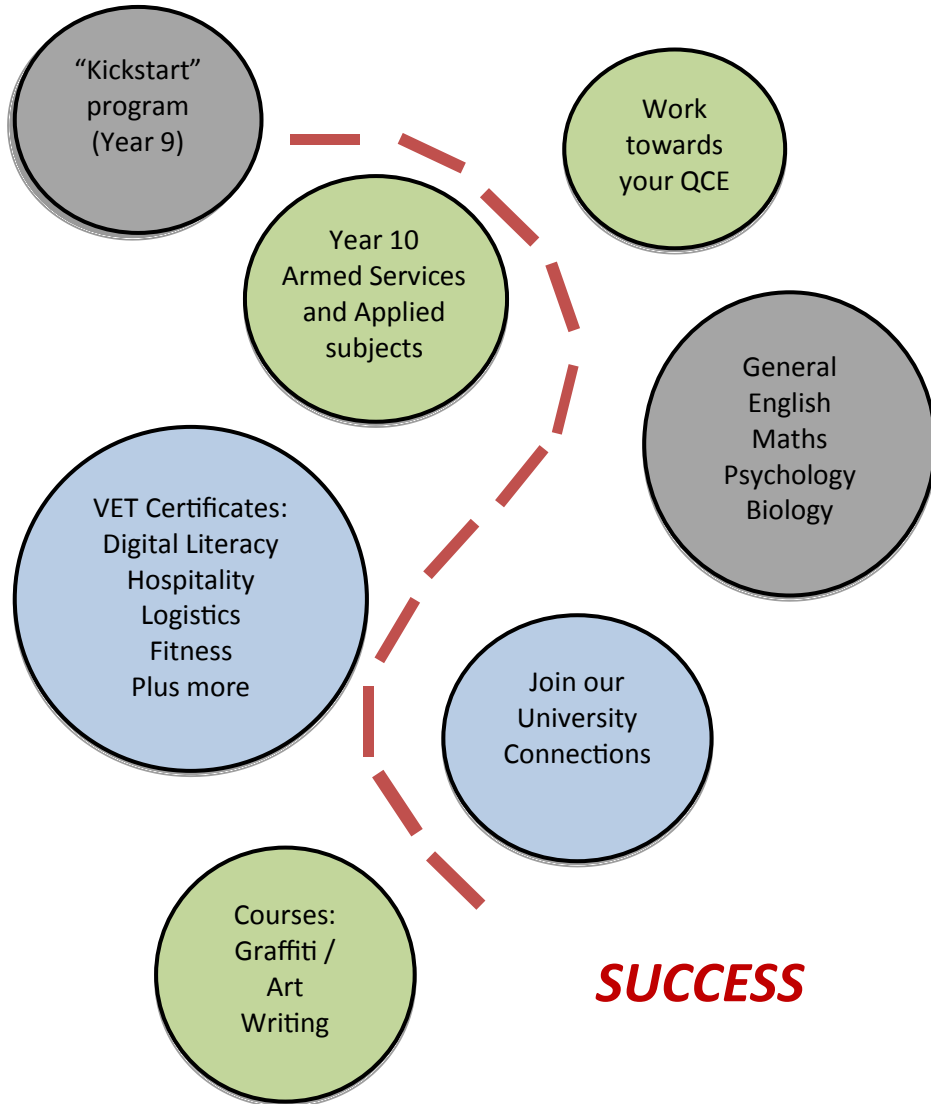 “Kickstart”
program
(Year 9)
Work
towards
your QCE
Year 10
Armed Services
and Applied
subjects
General
English
Maths
Psychology
Biology
VET Certificates:
Digital Literacy
Hospitality
Logistics
Fitness
Plus more
Join our
University
Connections
Courses:
Graffiti /
Art
Writing
SUCCESS